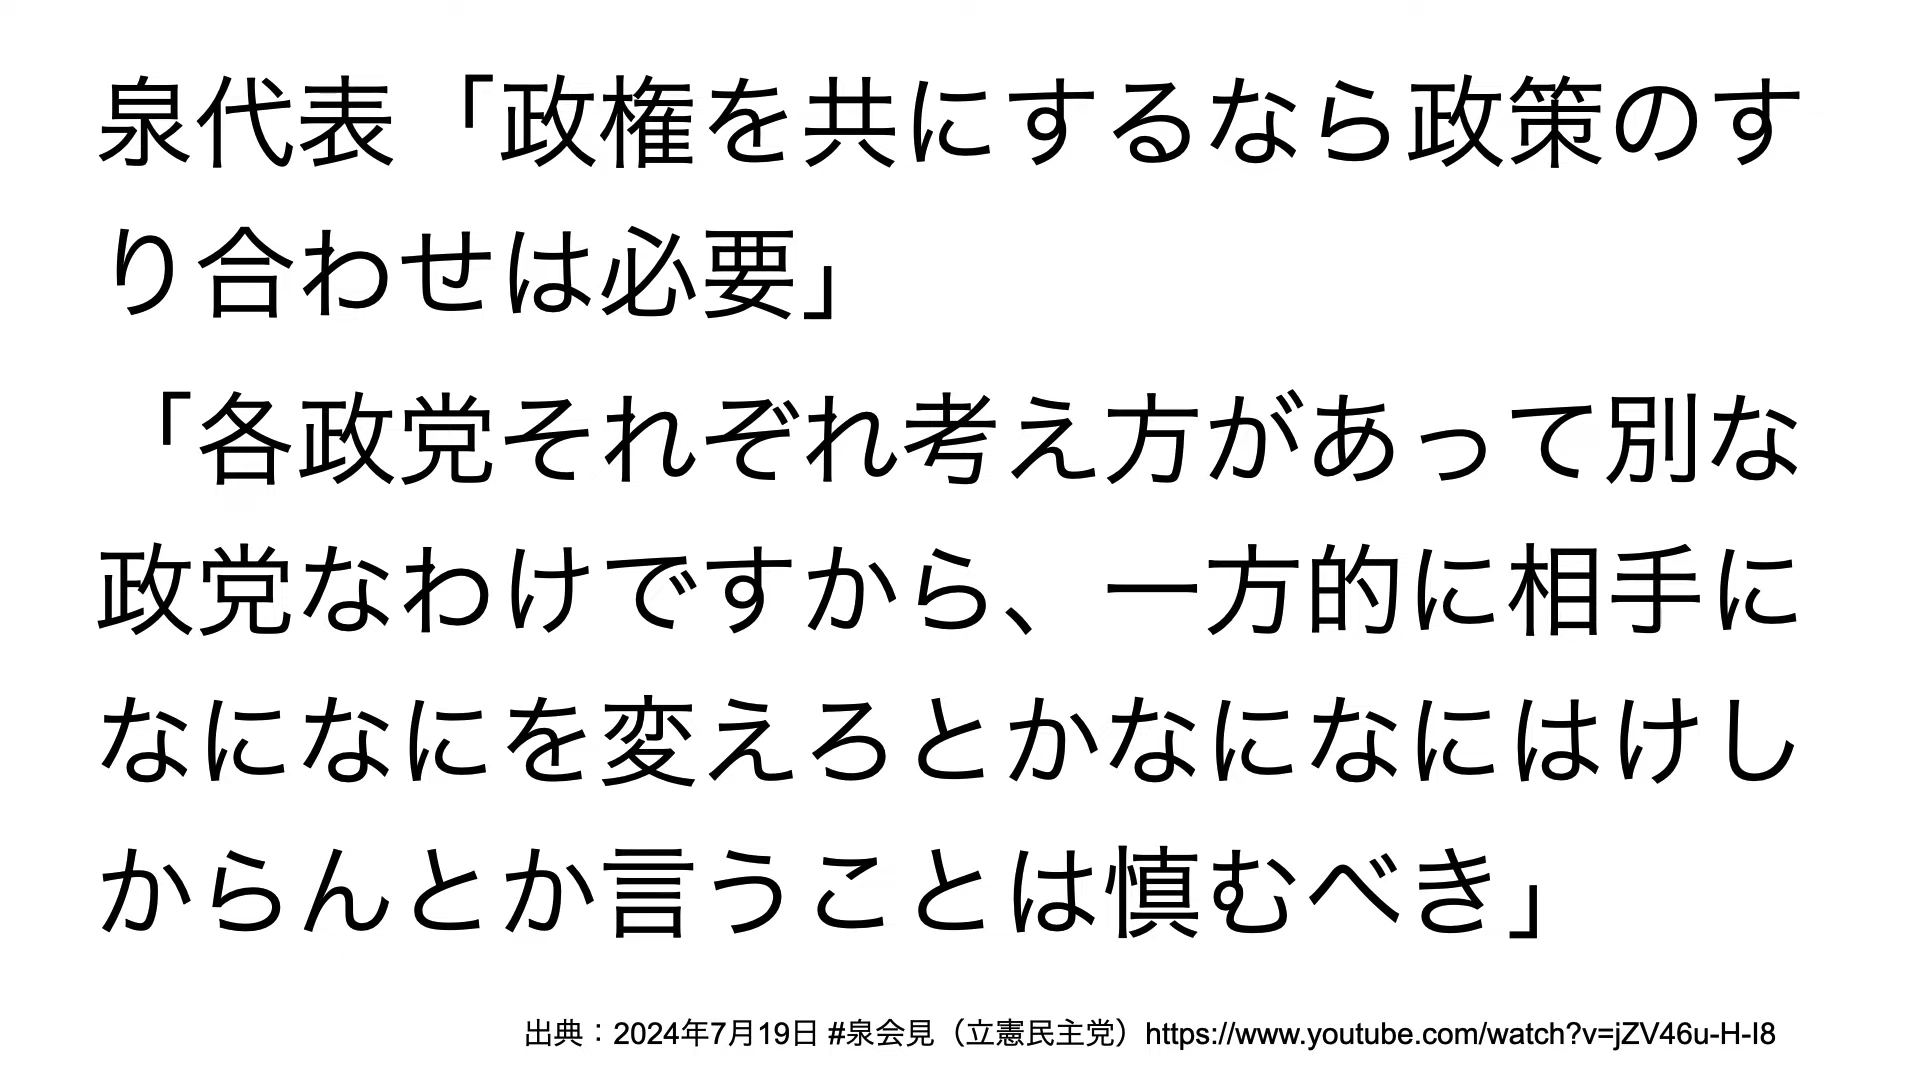 泉代表「政権を共にするなら政策のす
り合わせは必要」
「各政党それぞれ考え方があって別な
政党なわけですから、一方的に相手に
なになにを変えろとかなになにはけし
からんとか言うことは慎むべき」
出典：2024年7月19日 #泉会見（立憲民主党）https://www.youtube.com/watch?v=jZV46u-H-I8